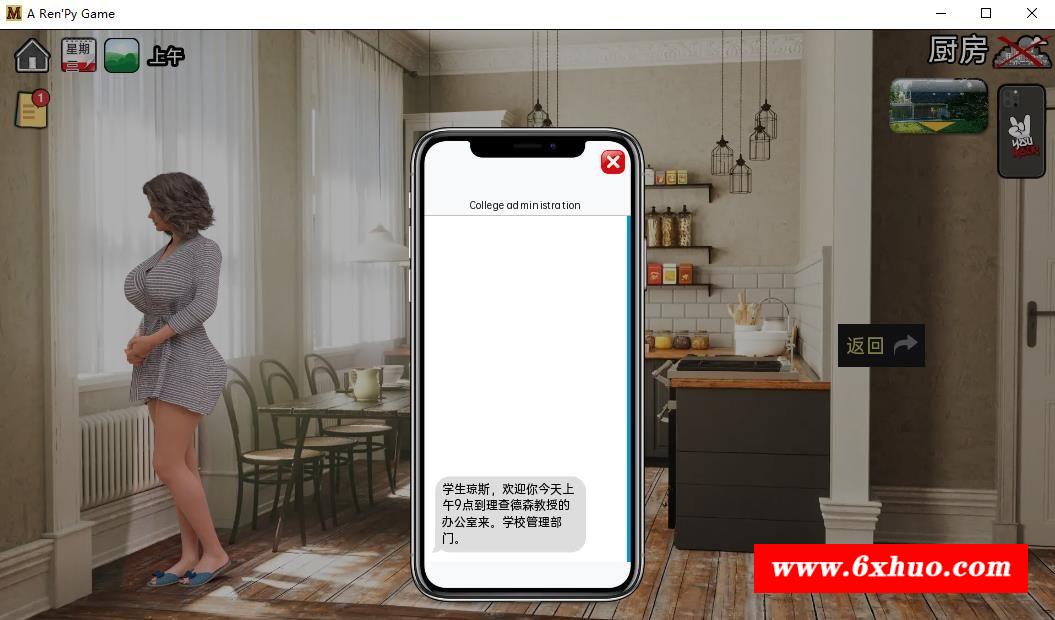 A Ren'Py Game
星期
三
上午
厨房
1
YOU
College administration
学生琼斯，欢迎你今天上
午9点到理查德森教授的
办公室来。学校管理部
门。
返回
www.6xhuo.com